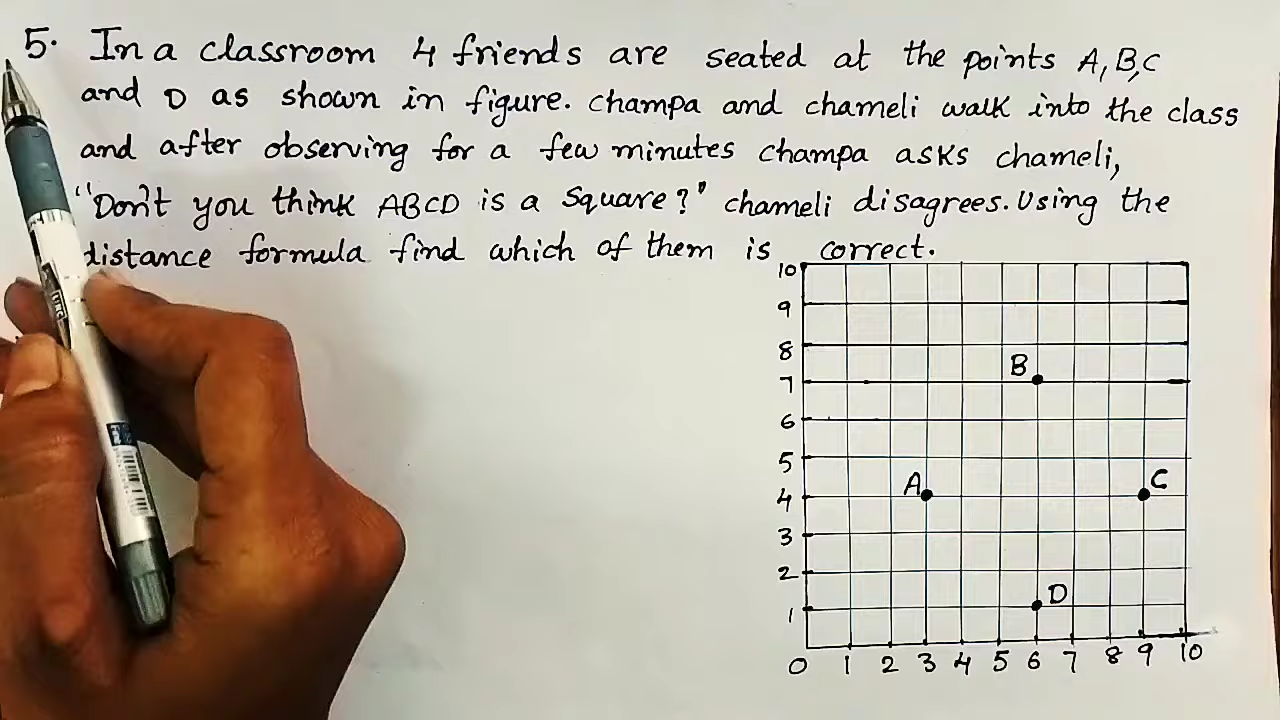 5. In a classroom 4 friends are seated at the points A, B, C
and D as shown in figure. Champa and chameli walk into the class
and after observing for a few minutes champa asks chameli,
"Don't you think ABCD is a square?" chameli disagrees. Using the
distance formula find which of them is correct.
10
9
8
B
7
6
5
A C
4
3
2
D
1
0 1 2 3 4 5 6 7 8 9 10